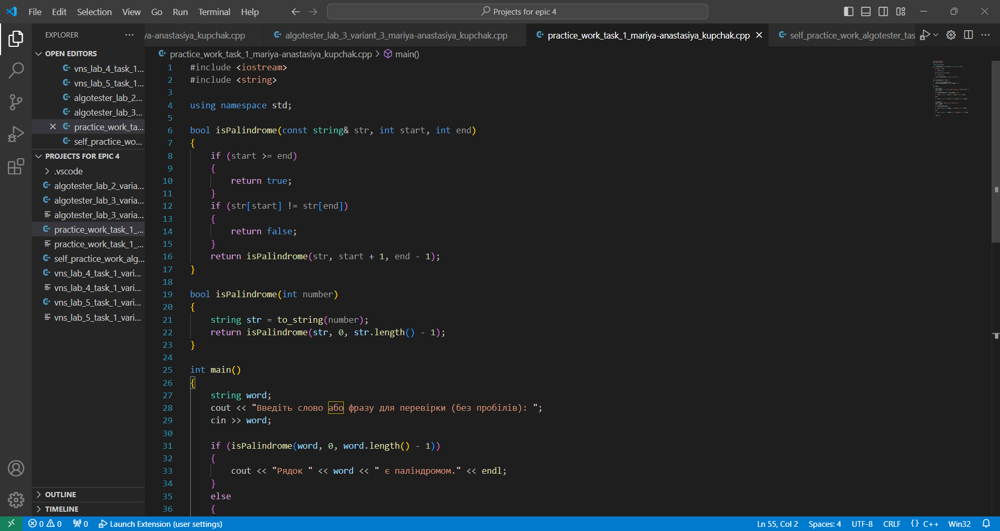 File Edit Selection View Go Run Terminal Help
Projects for epic 4
EXPLORER
ya-anastasiya_kupchak.cpp
algotester_lab_3_variant_3_mariya-anastasiya_kupchak.cpp
practice_work_task_1_mariya-anastasiya_kupchak.cpp
self_practice_work_algotester_tas
OPEN EDITORS
vns_lab_4_task_1...
vns_lab_5_task_1...
algotester_lab_2...
algotester_lab_3...
practice_work_ta...
self_practice_wo...
PROJECTS FOR EPIC 4
.vscode
algotester_lab_2_varia...
algotester_lab_3_varia...
algotester_lab_3_varia...
practice_work_task_1_...
practice_work_task_1_...
self_practice_work_alg...
vns_lab_4_task_1_vari...
vns_lab_4_task_1_vari...
vns_lab_5_task_1_vari...
vns_lab_5_task_1_vari...
OUTLINE
TIMELINE
practice_work_task_1_mariya-anastasiya_kupchak.cpp > main()
1 #include <iostream>
2 #include <string>
3
4 using namespace std;
5
6 bool isPalindrome(const string& str, int start, int end)
7 {
8 if (start >= end)
9 {
10 return true;
11 }
12 if (str[start] != str[end])
13 {
14 return false;
15 }
16 return isPalindrome(str, start + 1, end - 1);
17 }
18
19 bool isPalindrome(int number)
20 {
21 string str = to_string(number);
22 return isPalindrome(str, 0, str.length() - 1);
23 }
24
25 int main()
26 {
27 string word;
28 cout << "Введіть слово або фразу для перевірки (без пробілів): ";
29 cin >> word;
30
31 if (isPalindrome(word, 0, word.length() - 1))
32 {
33 cout << "Рядок " << word << " є паліндромом." << endl;
34 }
35 else
36 {
0 0 0 Launch Extension (user settings)
Ln 55, Col 2 Spaces: 4 UTF-8 CRLF {} C++ Win32